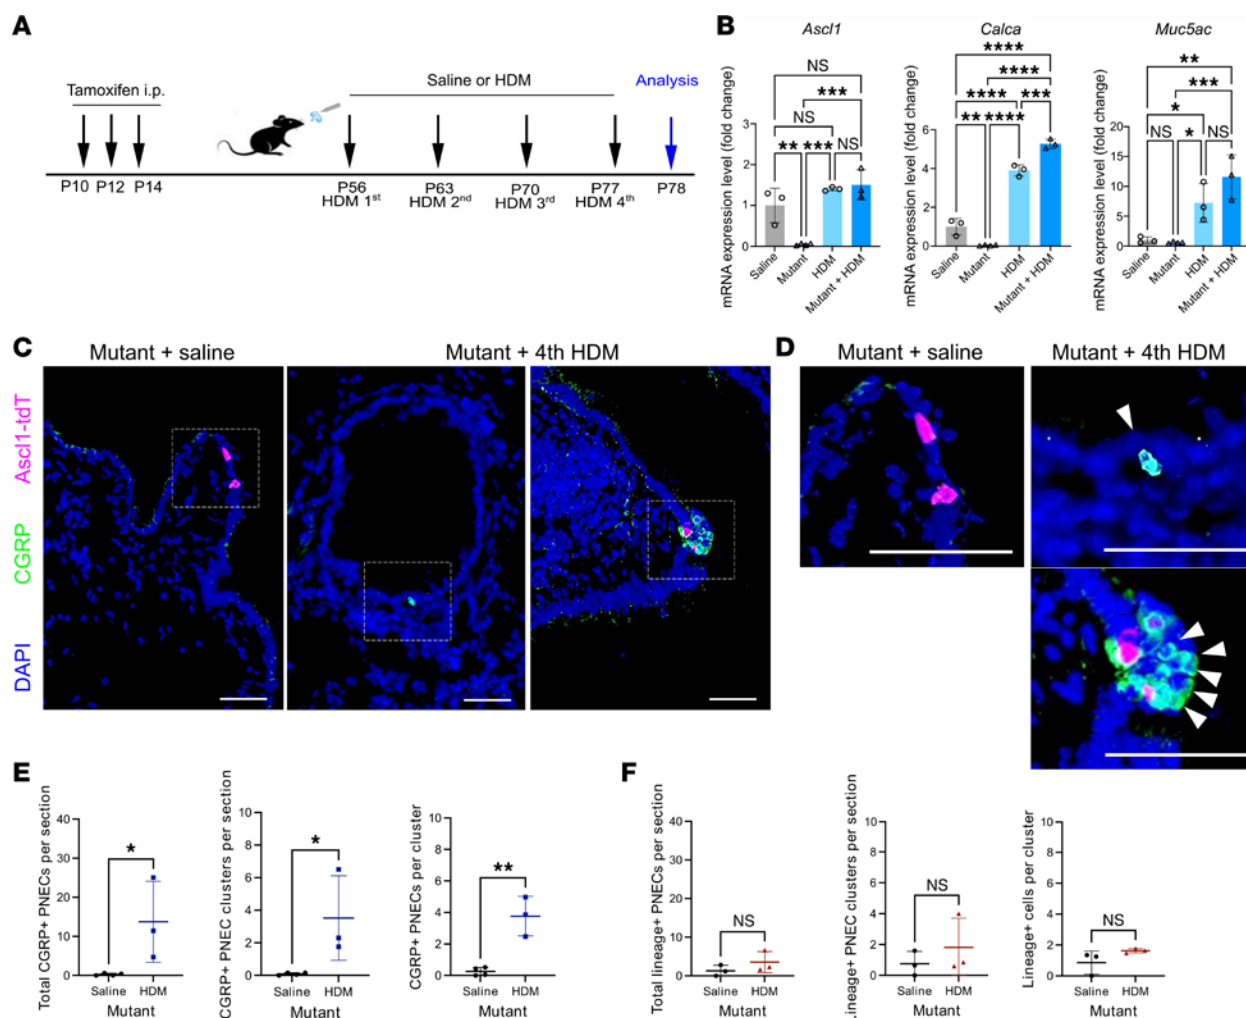 A
Tamoxifen i.p.
Saline or HDM
Analysis
P10 P12 P14
P56 P63 P70 P77 P78
HDM 1st HDM 2nd HDM 3rd HDM 4th
B
Ascl1
mRNA expression level (fold change)
NS
***
NS
** *** NS
3
2
1
0
Saline
Mutant
HDM
Mutant + HDM
Calca
mRNA expression level (fold change)
****
****
**** ***
** ****
6
4
2
0
Saline
Mutant
HDM
Mutant + HDM
Muc5ac
mRNA expression level (fold change)
**
***
*
NS * NS
20
15
10
5
0
Saline
Mutant
HDM
Mutant + HDM
C
Mutant + saline
Mutant + 4th HDM
Ascl1-tdT
CGRP
DAPI
D
Mutant + saline
Mutant + 4th HDM
E
Total CGRP+ PNECs per section
40
30
20
10
0
*
Saline HDM
Mutant
CGRP+ PNEC clusters per section
10
8
6
4
2
0
*
Saline HDM
Mutant
CGRP+ PNECs per cluster
10
8
6
4
2
0
**
Saline HDM
Mutant
F
Total lineage+ PNECs per section
40
30
20
10
0
NS
Saline HDM
Mutant
Lineage+ PNEC clusters per section
10
8
6
4
2
0
NS
Saline HDM
Mutant
Lineage+ cells per cluster
10
8
6
4
2
0
NS
Saline HDM
Mutant